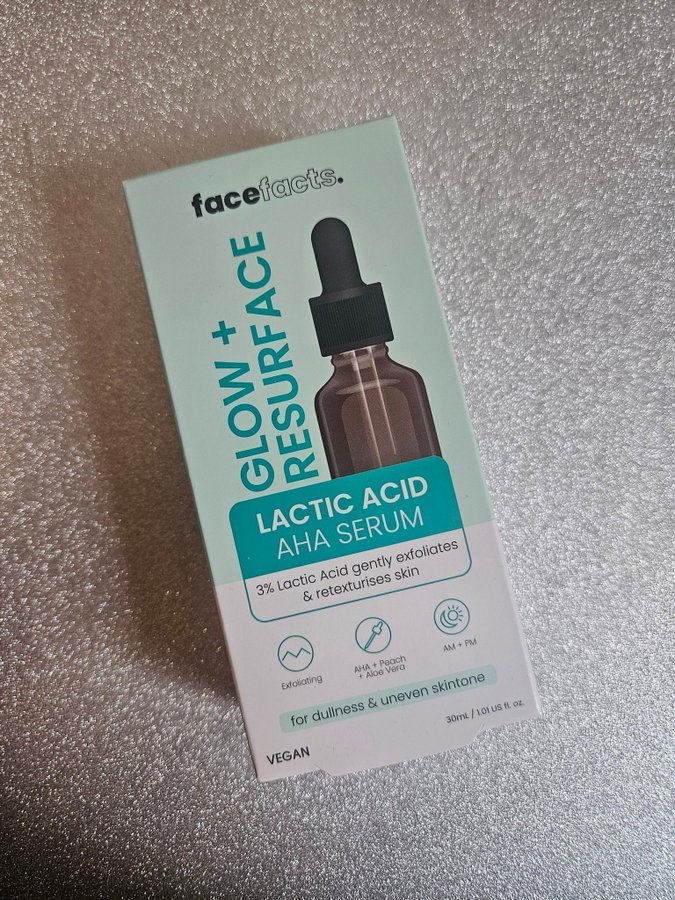 facefacts.
GLOW +
RESURFACE
LACTIC ACID
AHA SERUM
3% Lactic Acid gently exfoliates
& retexturises skin
Exfoliating
AHA + Peach
+ Aloe Vera
AM + PM
for dullness & uneven skintone
30mL / 1.01 US fl. oz.
VEGAN